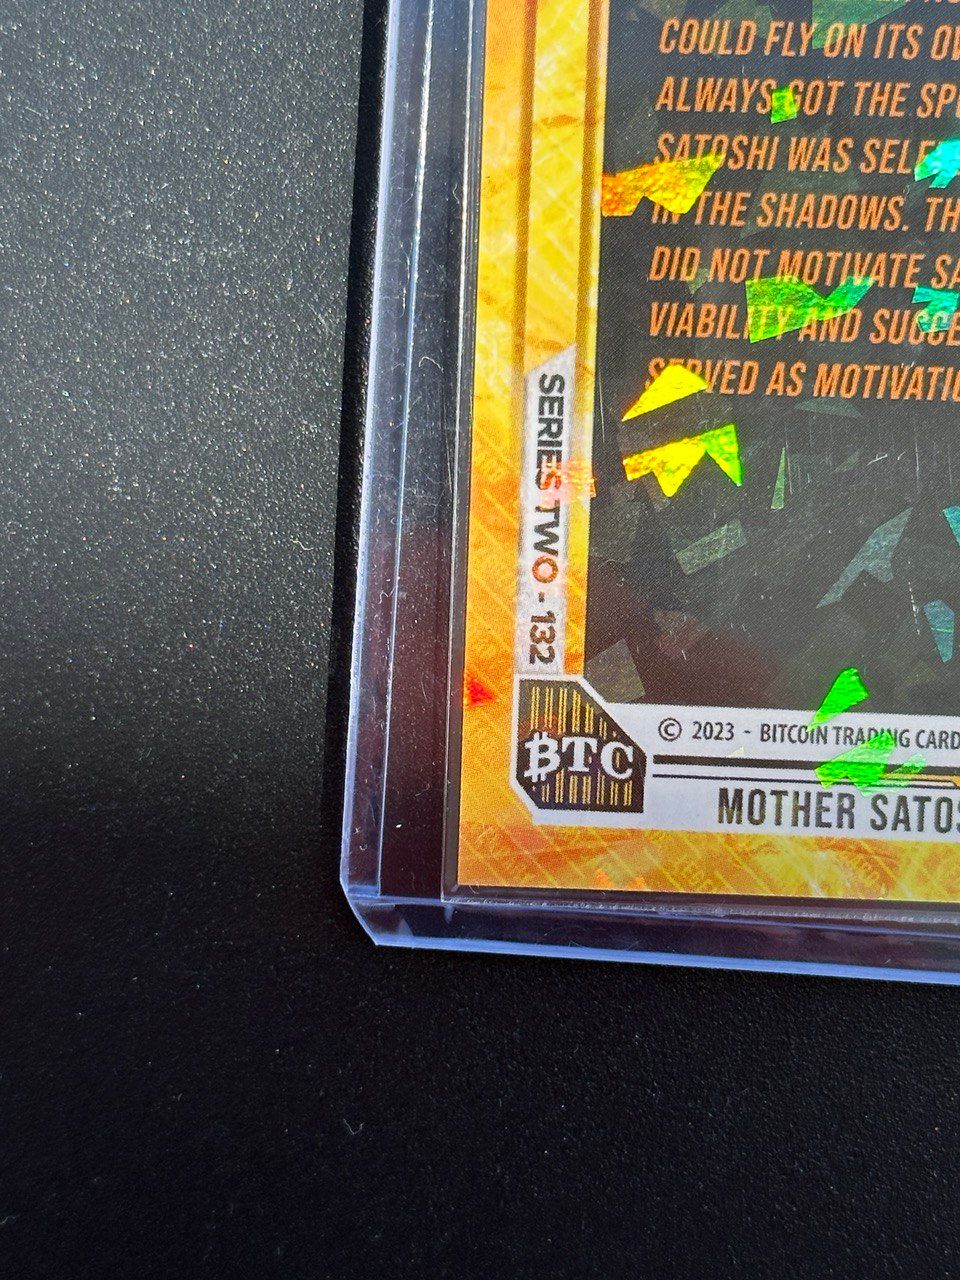 COULD FLY ON ITS
ALWAYS GOT THE
SATOSHI WAS
IN THE SHADOWS.
DID NOT MOTIVATE
VIABILITY AND
SERVED AS
SERIES TWO - 132
₿TC
© 2023 - BITCOIN TRADING CARD
MOTHER